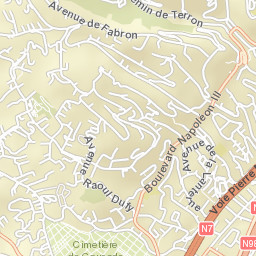 Chemin de Terron
Avenue de Fabron
Boulevard Napoléon III
Avenue de la Lanterne
Avenue Raoul Dufy
Voie Pierre
N7
N98
Cimetière
de Caucade